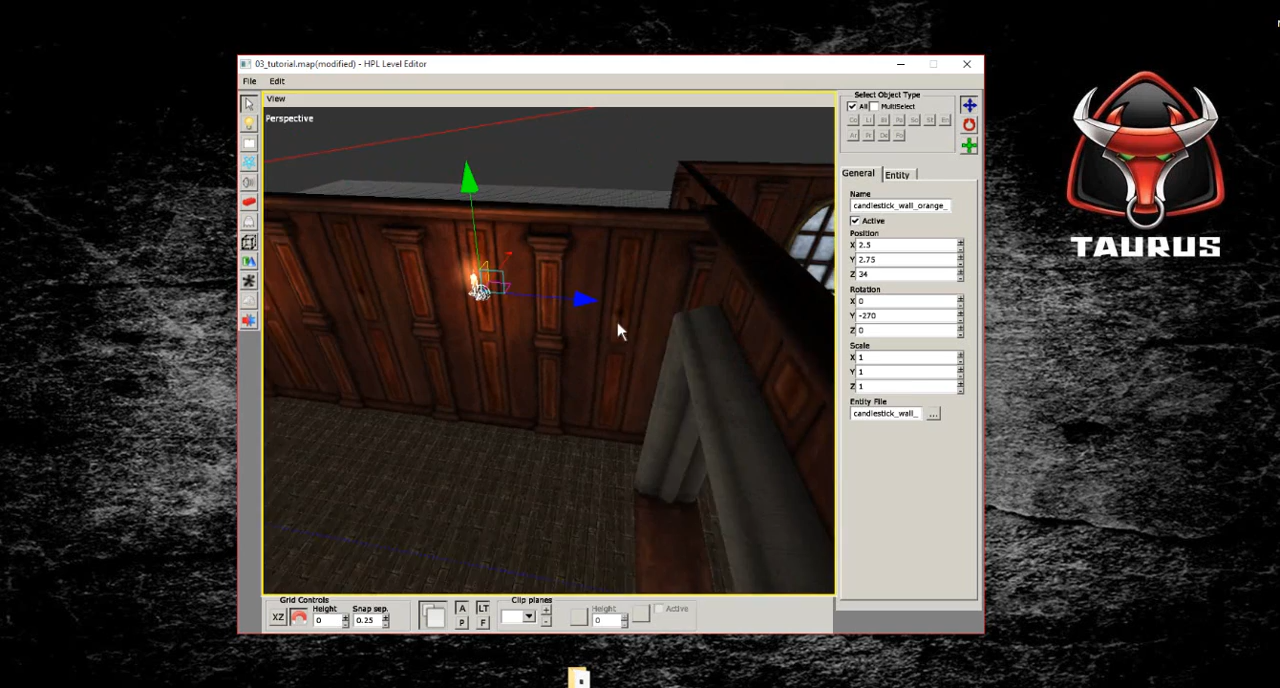 03_tutorial.map(modified) - HPL Level Editor
File Edit
View
Perspective
Select Object Type
All MultiSelect
General Entity
Name
candlestick_wall_orange_
Active
Position
X 2.5
Y 2.75
Z 34
Rotation
X 0
Y -270
Z 0
Scale
X 1
Y 1
Z 1
Entity File
candlestick_wall_ ...
TAURUS
Grid Controls
XZ Height 0 Snap sep. 0.25
A LT
P F
Clip planes
Height 0 Active